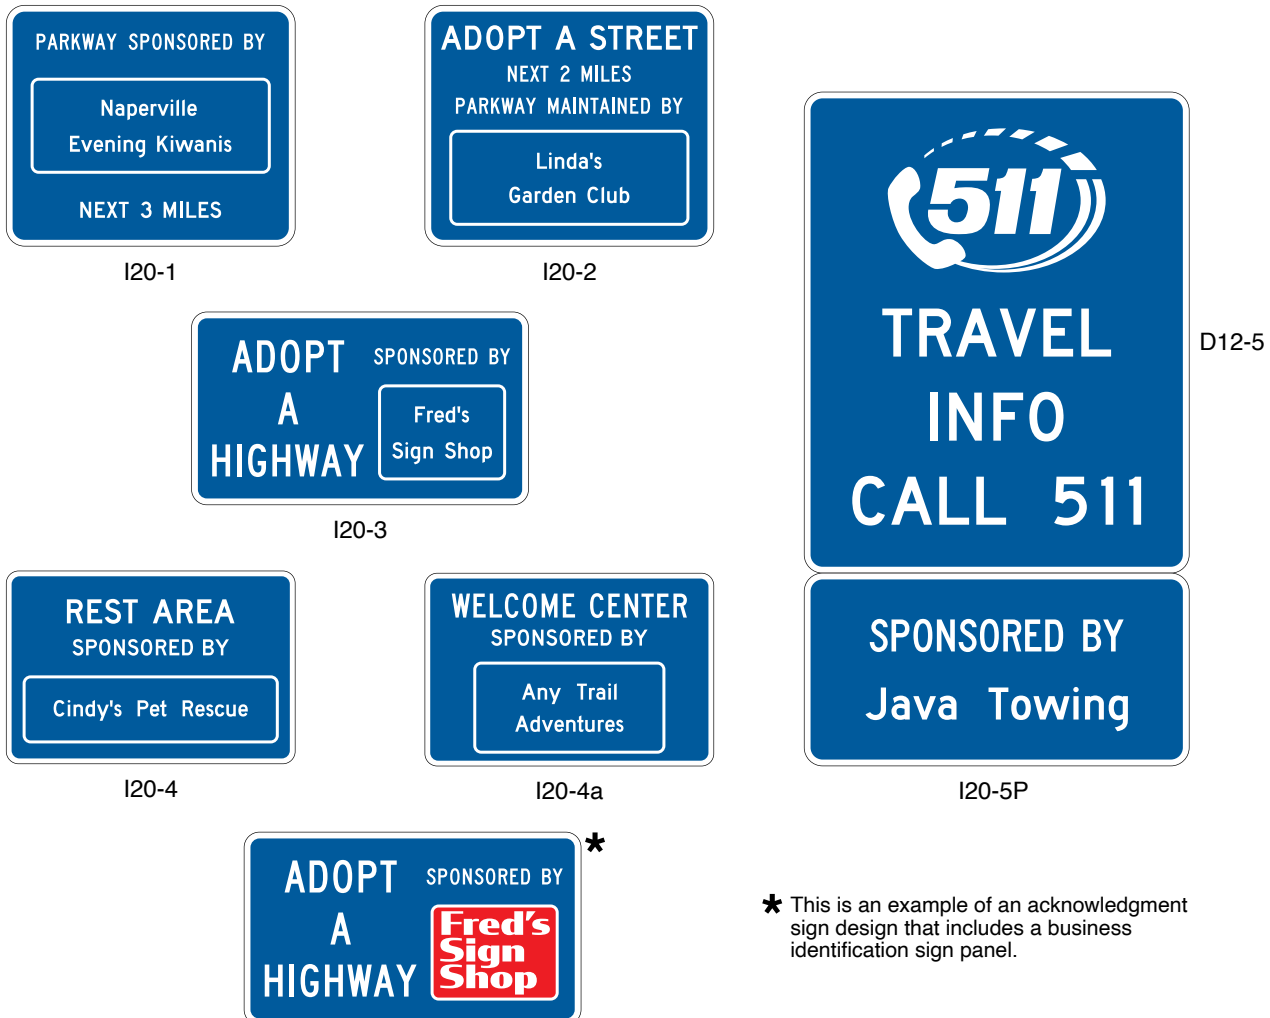 PARKWAY SPONSORED BY
Naperville
Evening Kiwanis
NEXT 3 MILES
I20-1
ADOPT A STREET
NEXT 2 MILES
PARKWAY MAINTAINED BY
Linda's
Garden Club
I20-2
ADOPT
A
HIGHWAY
SPONSORED BY
Fred's
Sign Shop
I20-3
511
TRAVEL
INFO
CALL 511
D12-5
SPONSORED BY
Java Towing
I20-5P
REST AREA
SPONSORED BY
Cindy's Pet Rescue
I20-4
WELCOME CENTER
SPONSORED BY
Any Trail
Adventures
I20-4a
ADOPT
A
HIGHWAY
SPONSORED BY
Fred's
Sign
Shop
*
* This is an example of an acknowledgment
sign design that includes a business
identification sign panel.